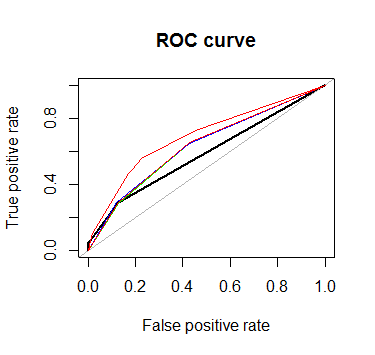 ROC curve
True positive rate
0.8
0.4
0.0
0.0 0.2 0.4 0.6 0.8 1.0
False positive rate